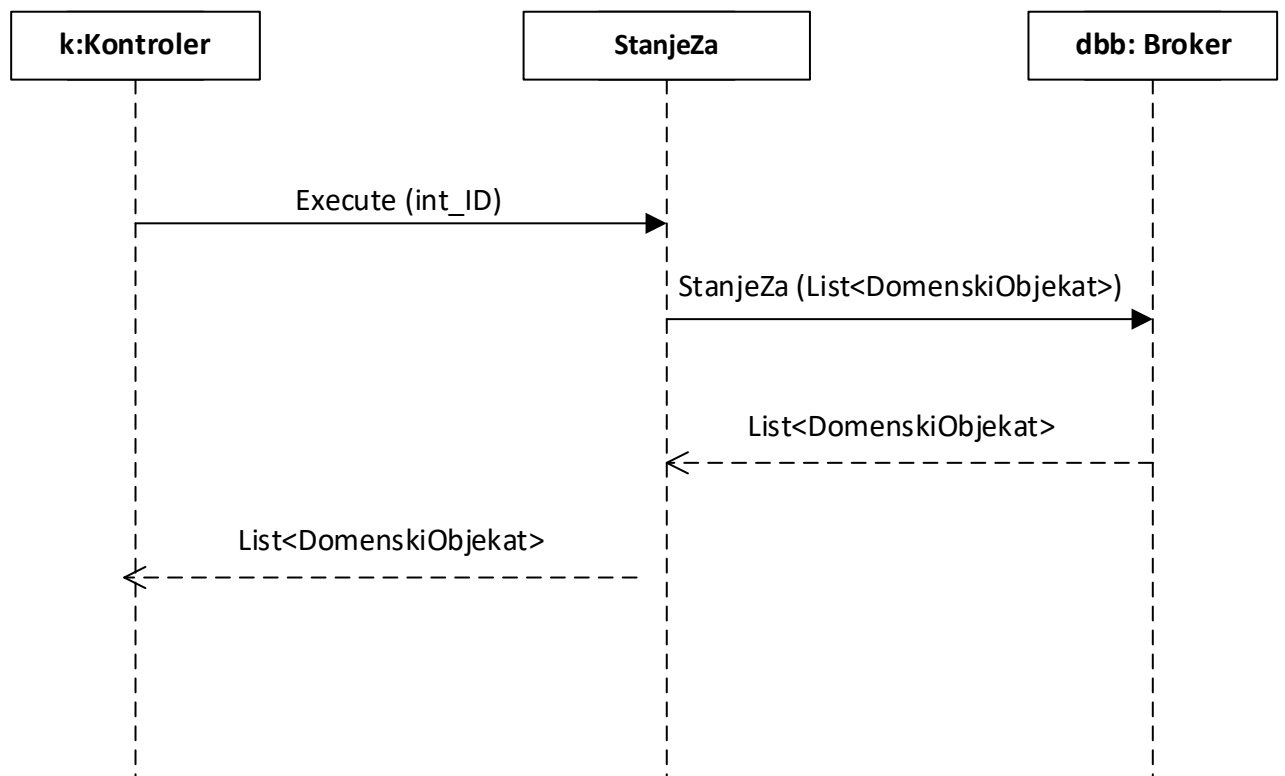 k:Kontroler
StanjeZa
dbb: Broker
Execute (int_ID)
StanjeZa (List<DomenskiObjekat>)
List<DomenskiObjekat>
List<DomenskiObjekat>